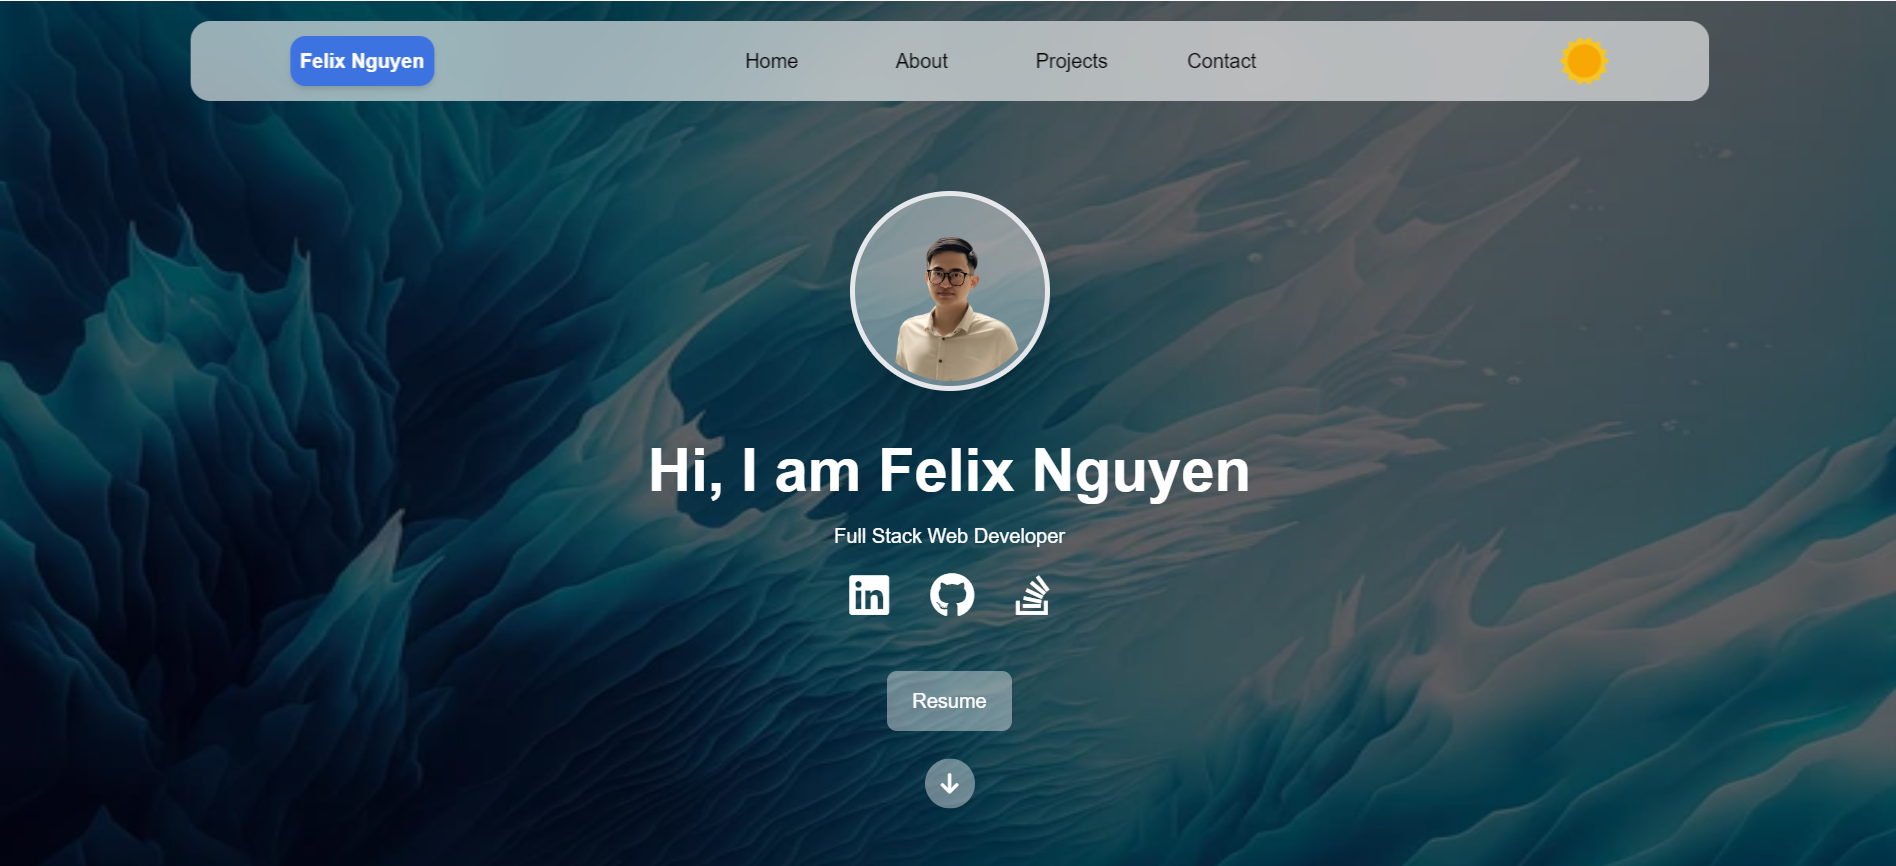 Felix Nguyen
Home
About
Projects
Contact
Hi, I am Felix Nguyen
Full Stack Web Developer
in
Resume